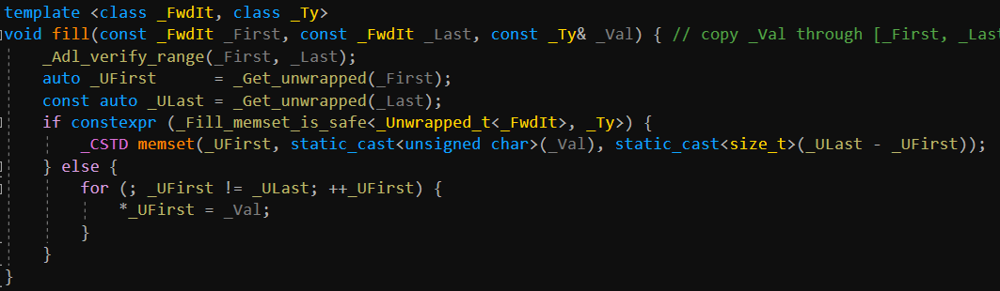 template <class _FwdIt, class _Ty>
void fill(const _FwdIt _First, const _FwdIt _Last, const _Ty& _Val) { // copy _Val through [_First, _Last
    _Adl_verify_range(_First, _Last);
    auto _UFirst      = _Get_unwrapped(_First);
    const auto _ULast = _Get_unwrapped(_Last);
    if constexpr (_Fill_memset_is_safe<_Unwrapped_t<_FwdIt>, _Ty>) {
        _CSTD memset(_UFirst, static_cast<unsigned char>(_Val), static_cast<size_t>(_ULast - _UFirst));
    } else {
        for (; _UFirst != _ULast; ++_UFirst) {
            *_UFirst = _Val;
        }
    }
}